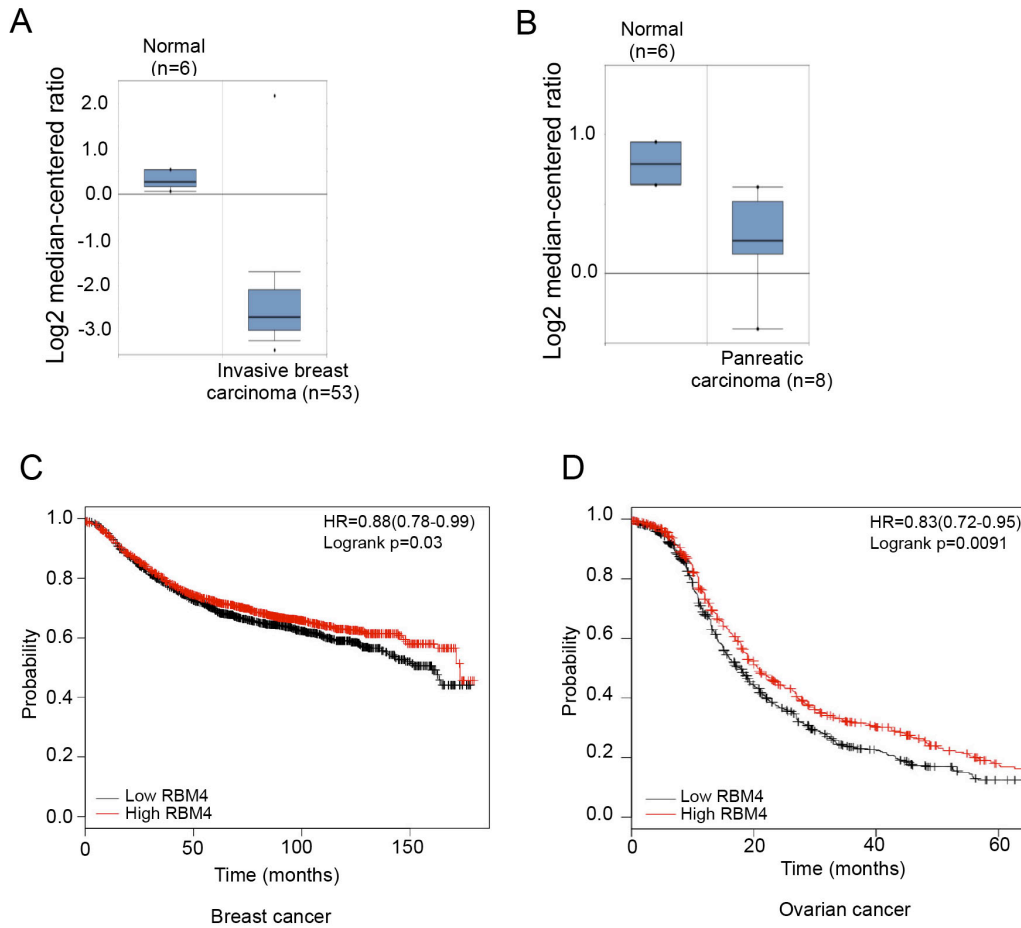 A
Normal
(n=6)
Log2 median-centered ratio
2.0
1.0
0.0
-1.0
-2.0
-3.0
Invasive breast
carcinoma (n=53)
B
Normal
(n=6)
Log2 median-centered ratio
1.0
0.0
Panreatic
carcinoma (n=8)
C
HR=0.88(0.78-0.99)
Logrank p=0.03
Probability
1.0
0.8
0.6
0.4
0.2
0.0
Low RBM4
High RBM4
0 50 100 150
Time (months)
Breast cancer
D
HR=0.83(0.72-0.95)
Logrank p=0.0091
Probability
1.0
0.8
0.6
0.4
0.2
0.0
Low RBM4
High RBM4
0 20 40 60
Time (months)
Ovarian cancer